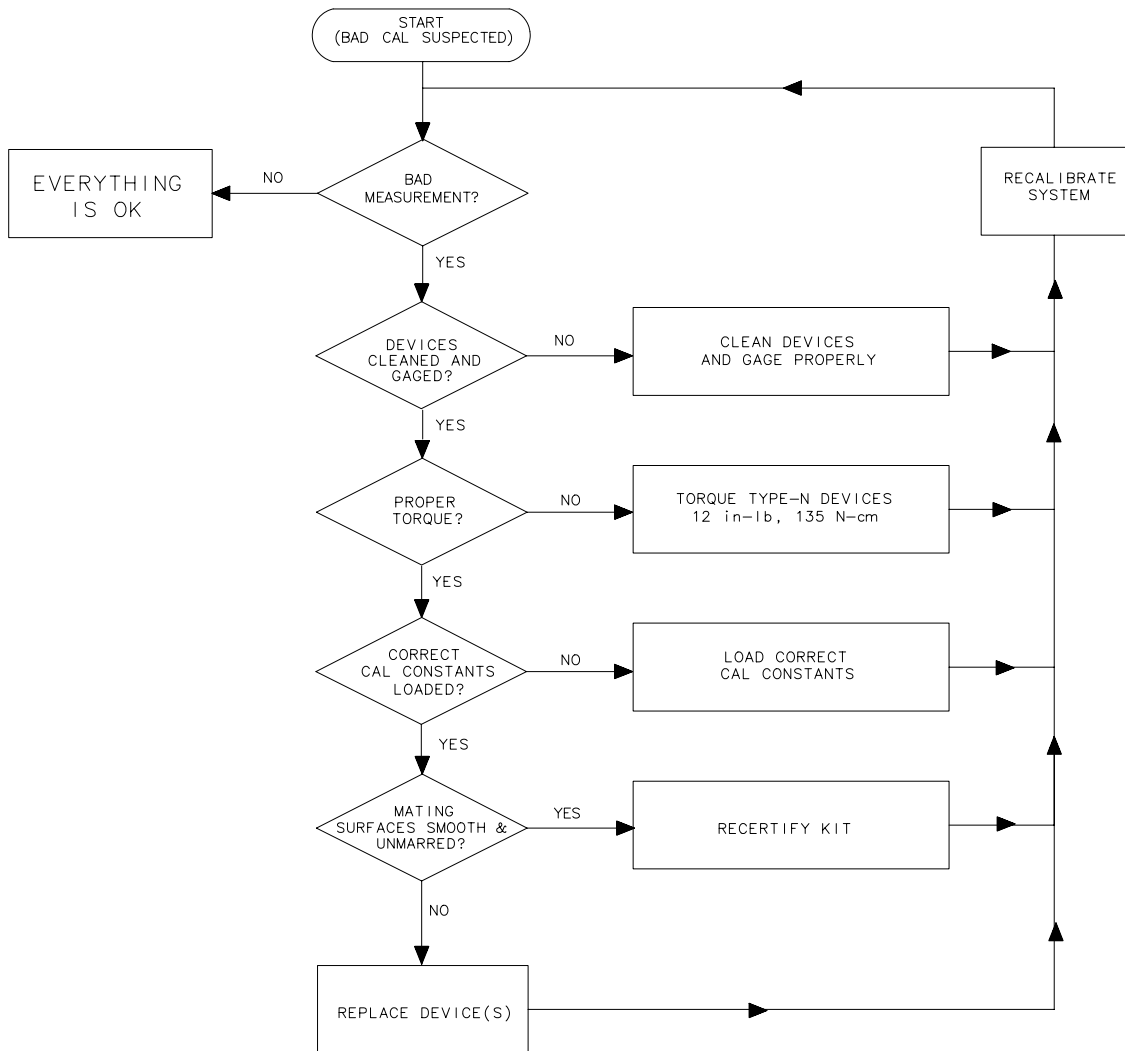 START
(BAD CAL SUSPECTED)
BAD
MEASUREMENT?
NO
EVERYTHING
IS OK
RECALIBRATE
SYSTEM
YES
DEVICES
CLEANED AND
GAGED?
NO
CLEAN DEVICES
AND GAGE PROPERLY
YES
PROPER
TORQUE?
NO
TORQUE TYPE-N DEVICES
12 in-lb, 135 N-cm
YES
CORRECT
CAL CONSTANTS
LOADED?
NO
LOAD CORRECT
CAL CONSTANTS
YES
MATING
SURFACES SMOOTH &
UNMARRED?
YES
RECERTIFY KIT
NO
REPLACE DEVICE(S)